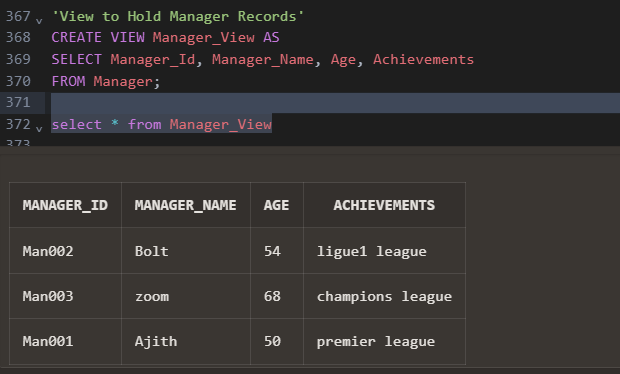 367 'View to Hold Manager Records'
368 CREATE VIEW Manager_View AS
369 SELECT Manager_Id, Manager_Name, Age, Achievements
370 FROM Manager;
371
372 select * from Manager_View
373
MANAGER_ID MANAGER_NAME AGE ACHIEVEMENTS
Man002 Bolt 54 ligue1 league
Man003 zoom 68 champions league
Man001 Ajith 50 premier league